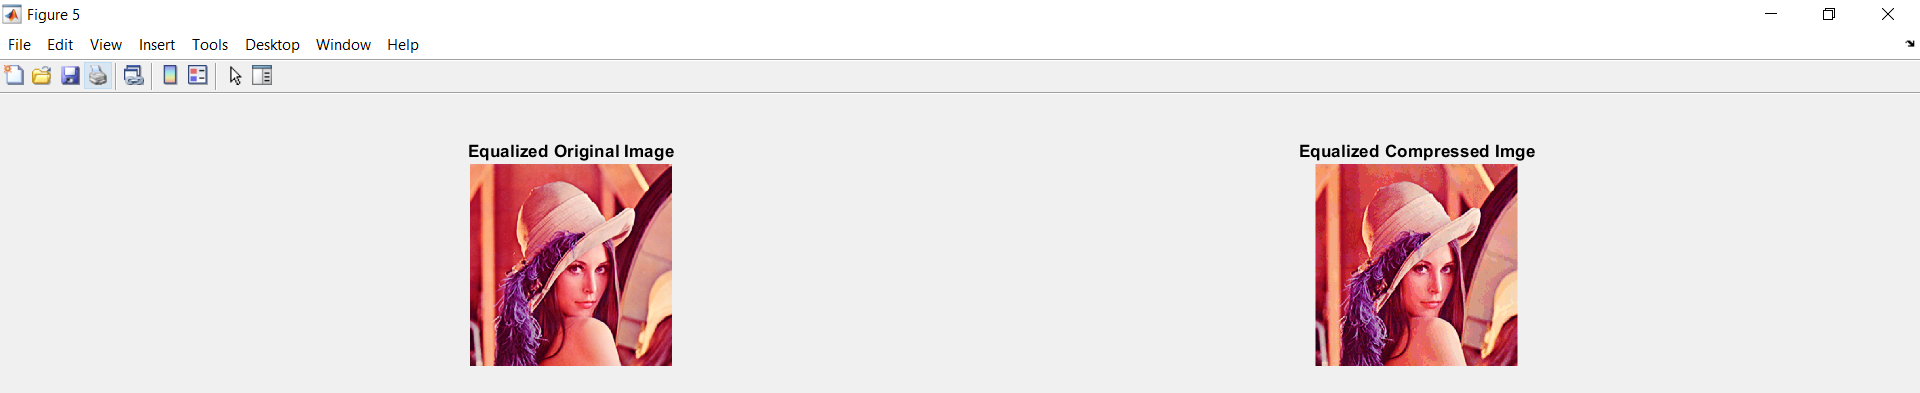 Figure 5
File Edit View Insert Tools Desktop Window Help
Equalized Original Image
Equalized Compressed Imge